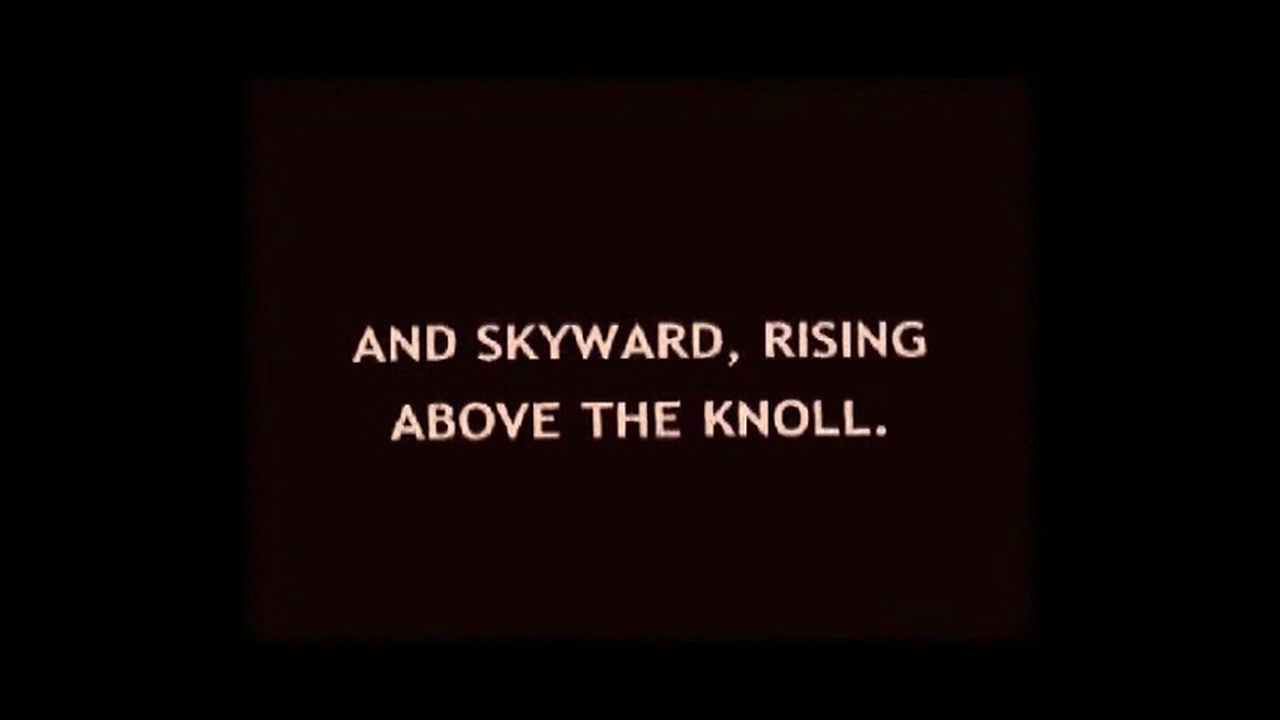 AND SKYWARD, RISING
ABOVE THE KNOLL.